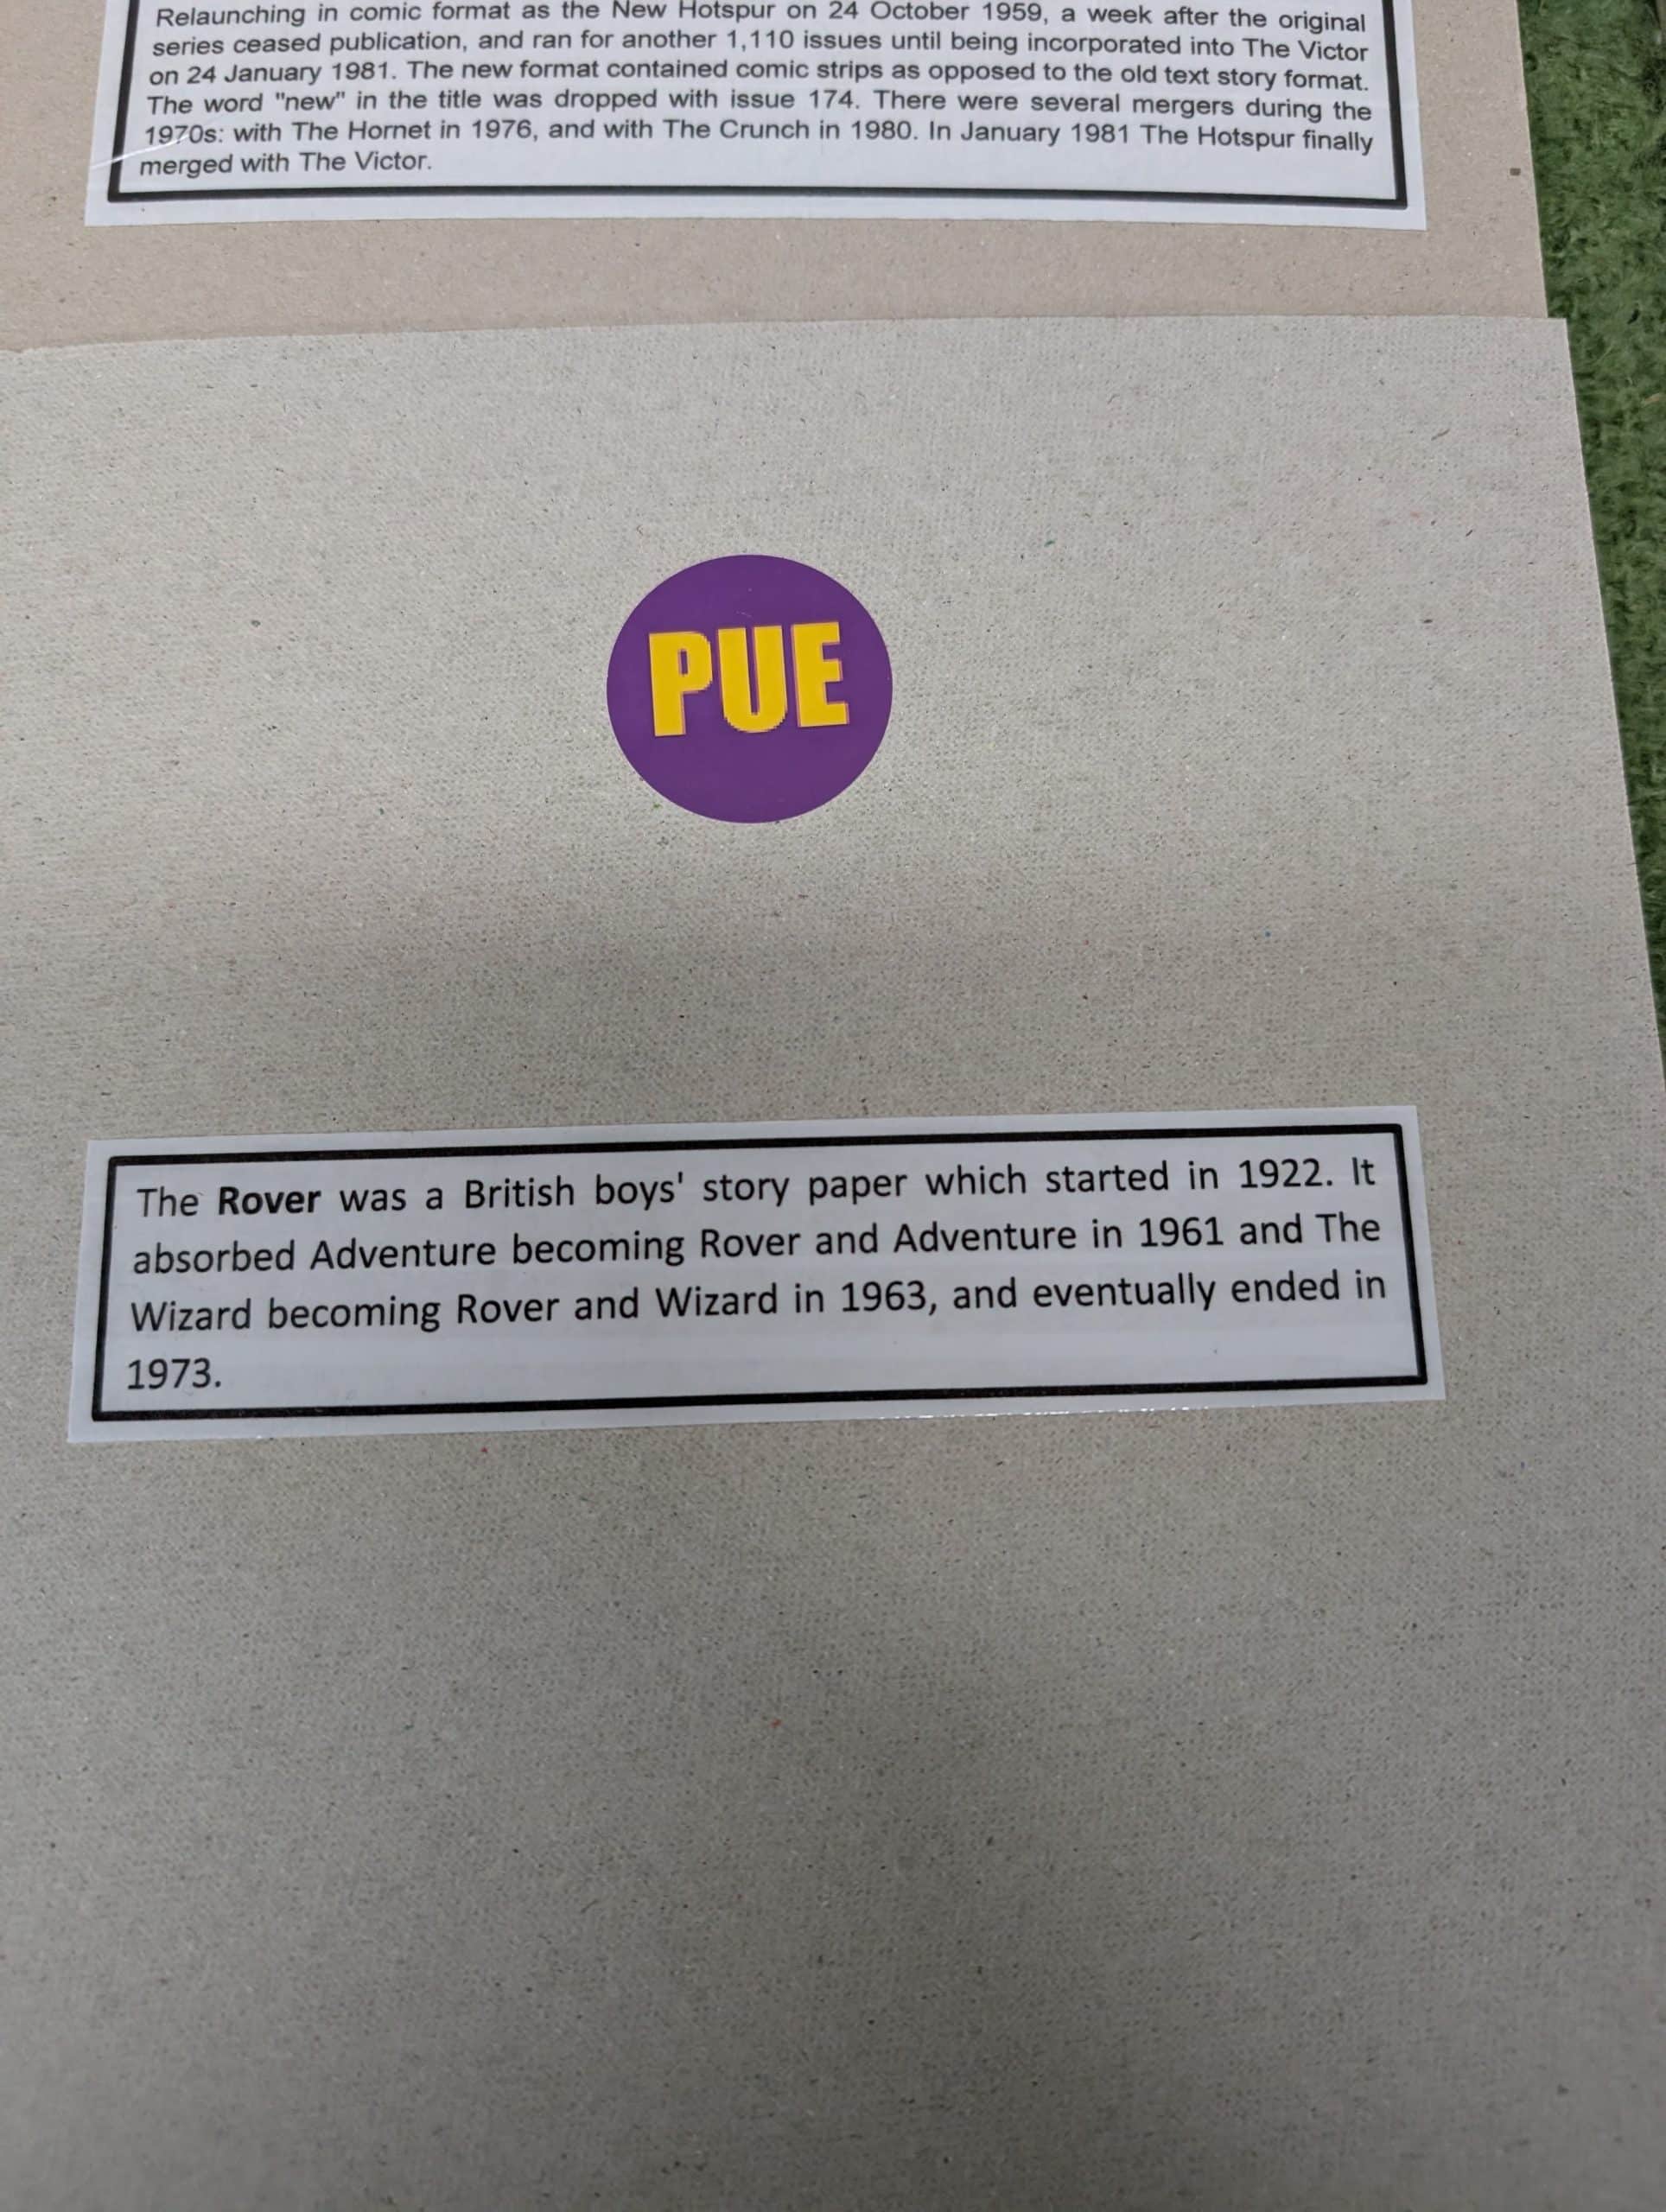 Relaunching in comic format as the New Hotspur on 24 October 1959, a week after the original
series ceased publication, and ran for another 1,110 issues until being incorporated into The Victor
on 24 January 1981. The new format contained comic strips as opposed to the old text story format.
The word "new" in the title was dropped with issue 174. There were several mergers during the
1970s: with The Hornet in 1976, and with The Crunch in 1980. In January 1981 The Hotspur finally
merged with The Victor.
PUE
The Rover was a British boys' story paper which started in 1922. It
absorbed Adventure becoming Rover and Adventure in 1961 and The
Wizard becoming Rover and Wizard in 1963, and eventually ended in
1973.